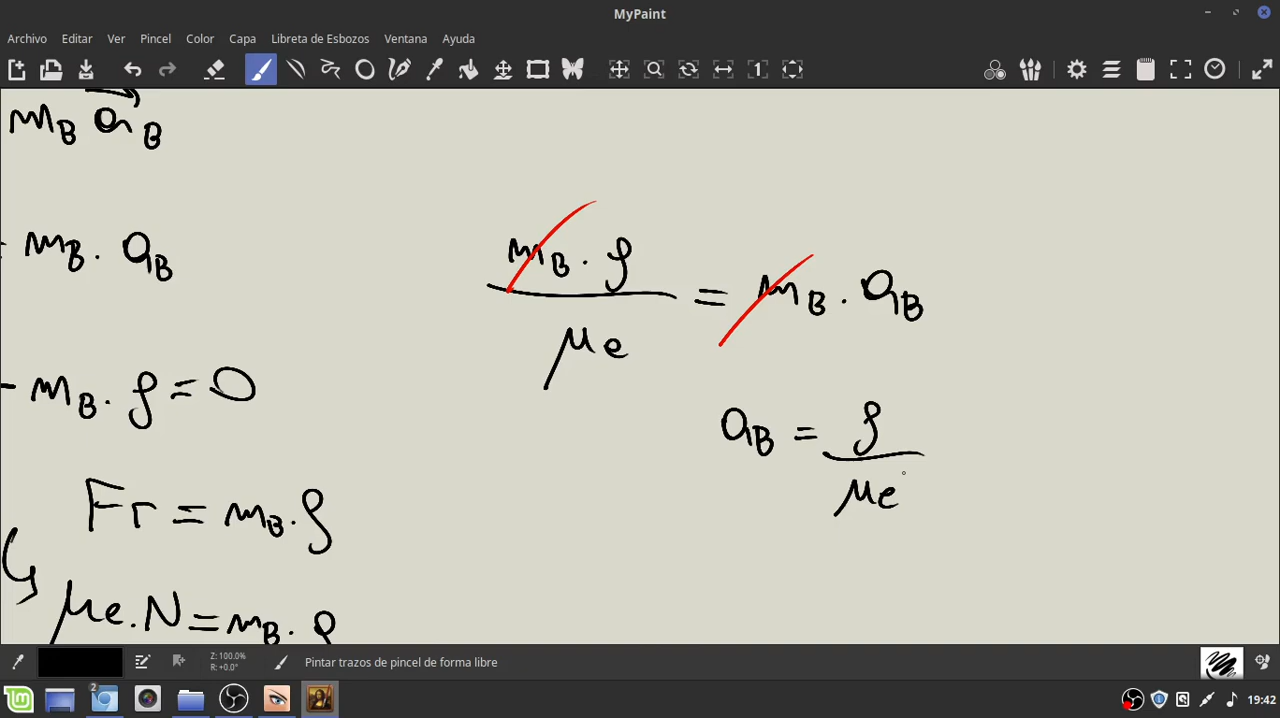 MyPaint
Archivo Editar Ver Pincel Color Capa Libreta de Esbozos Ventana Ayuda
m_B a_B
m_B . g
—
μe
= m_B . a_B
= m_B . a_B
a_B = g
—
μe
- m_B . g = 0
Fr = m_B . g
μe . N = m_B . g
Z: 100.0%
R: +0.0°
Pintar trazos de pincel de forma libre
2
19:42